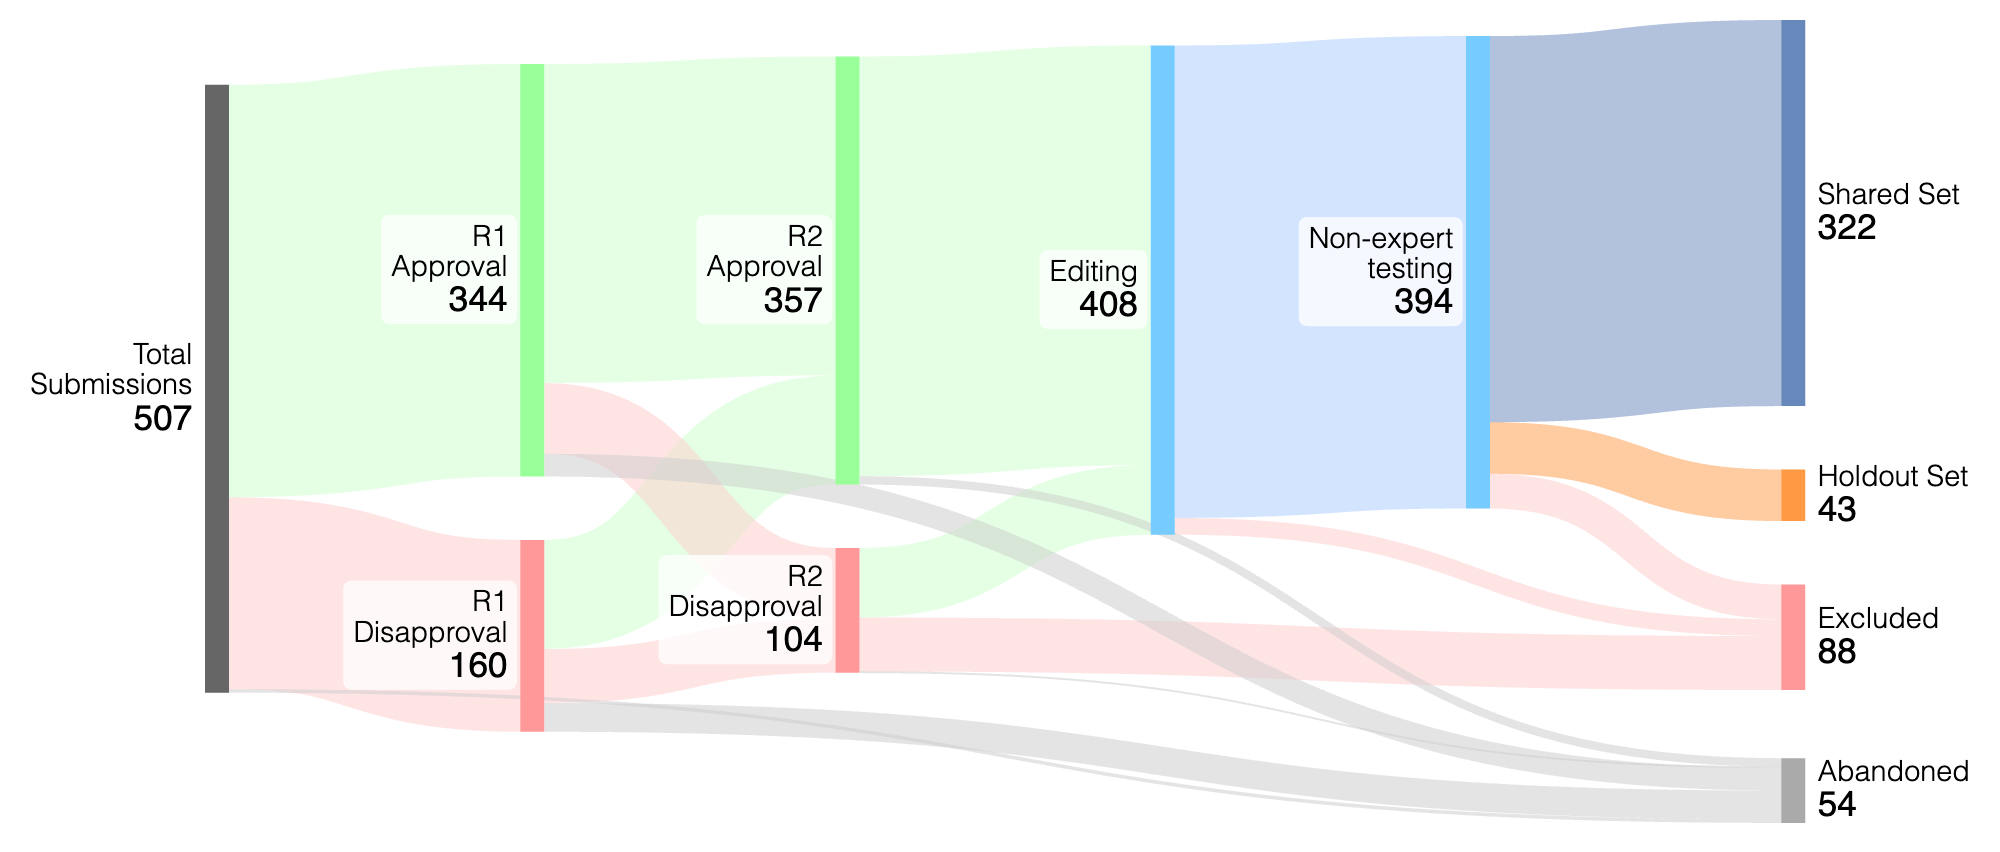 Total
Submissions
507
R1
Approval
344
R1
Disapproval
160
R2
Approval
357
R2
Disapproval
104
Editing
408
Non-expert
testing
394
Shared Set
322
Holdout Set
43
Excluded
88
Abandoned
54